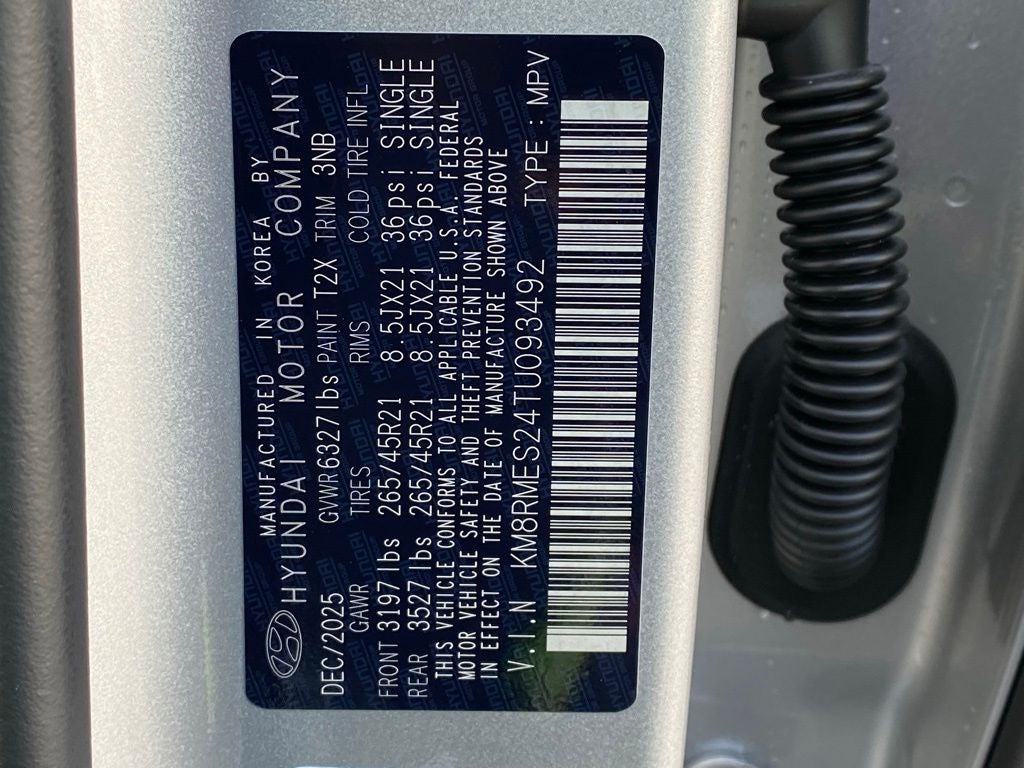 MANUFACTURED IN KOREA BY
HYUNDAI MOTOR COMPANY
DEC/2025 GVWR 6327 lbs PAINT T2X TRIM 3NB
GAWR TIRES RIMS COLD TIRE INFL
FRONT 3197 lbs 265/45R21 8.5JX21 36psi SINGLE
REAR 3527 lbs 265/45R21 8.5JX21 36psi SINGLE
THIS VEHICLE CONFORMS TO ALL APPLICABLE U.S.A. FEDERAL
MOTOR VEHICLE SAFETY AND THEFT PREVENTION STANDARDS
IN EFFECT ON THE DATE OF MANUFACTURE SHOWN ABOVE
V.I.N KM8RMES24TU093492 TYPE : MPV